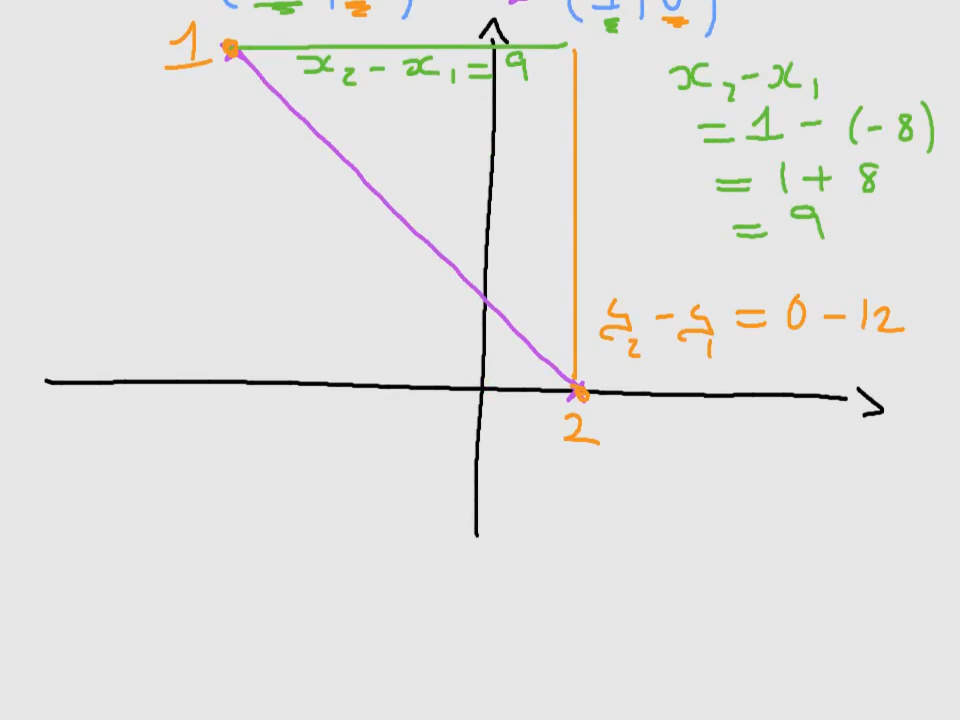 1
x₂ - x₁ = 9
x₂ - x₁
= 1 - (-8)
= 1 + 8
= 9
y₂ - y₁ = 0 - 12
2